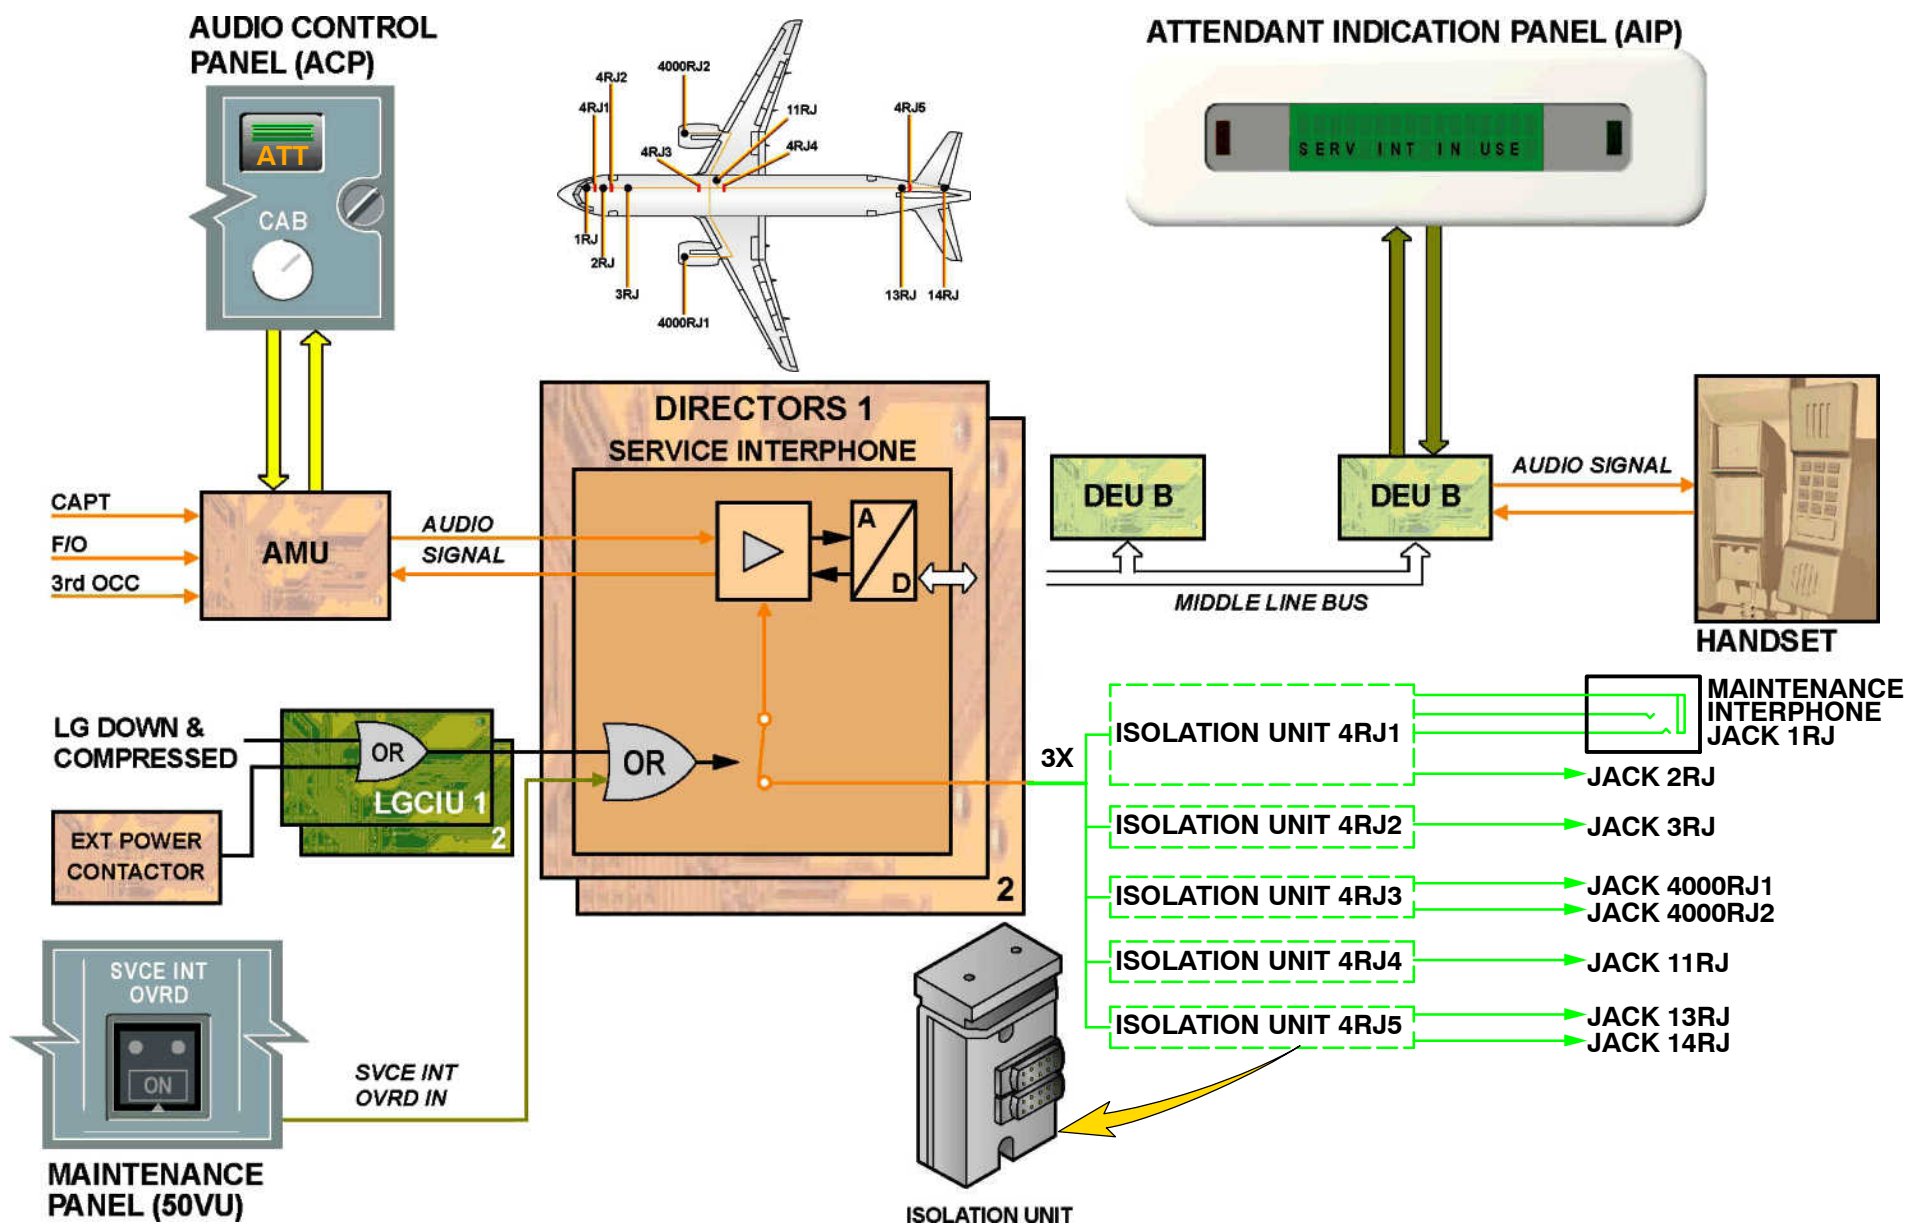 AUDIO CONTROL
PANEL (ACP)
ATT
CAB
4000RJ2
4RJ2
4RJ1
11RJ
4RJ5
4RJ3
4RJ4
1RJ
2RJ
3RJ
13RJ
14RJ
4000RJ1
ATTENDANT INDICATION PANEL (AIP)
SERV INT IN USE
CAPT
F/O
3rd OCC
AMU
AUDIO
SIGNAL
DIRECTORS 1
SERVICE INTERPHONE
A
D
DEU B
DEU B
AUDIO SIGNAL
MIDDLE LINE BUS
HANDSET
LG DOWN &
COMPRESSED
OR
LGCIU 1
2
EXT POWER
CONTACTOR
OR
2
3X
ISOLATION UNIT 4RJ1
MAINTENANCE
INTERPHONE
JACK 1RJ
JACK 2RJ
ISOLATION UNIT 4RJ2
JACK 3RJ
ISOLATION UNIT 4RJ3
JACK 4000RJ1
JACK 4000RJ2
ISOLATION UNIT 4RJ4
JACK 11RJ
ISOLATION UNIT 4RJ5
JACK 13RJ
JACK 14RJ
SVCE INT
OVRD
ON
SVCE INT
OVRD IN
MAINTENANCE
PANEL (50VU)
ISOLATION UNIT